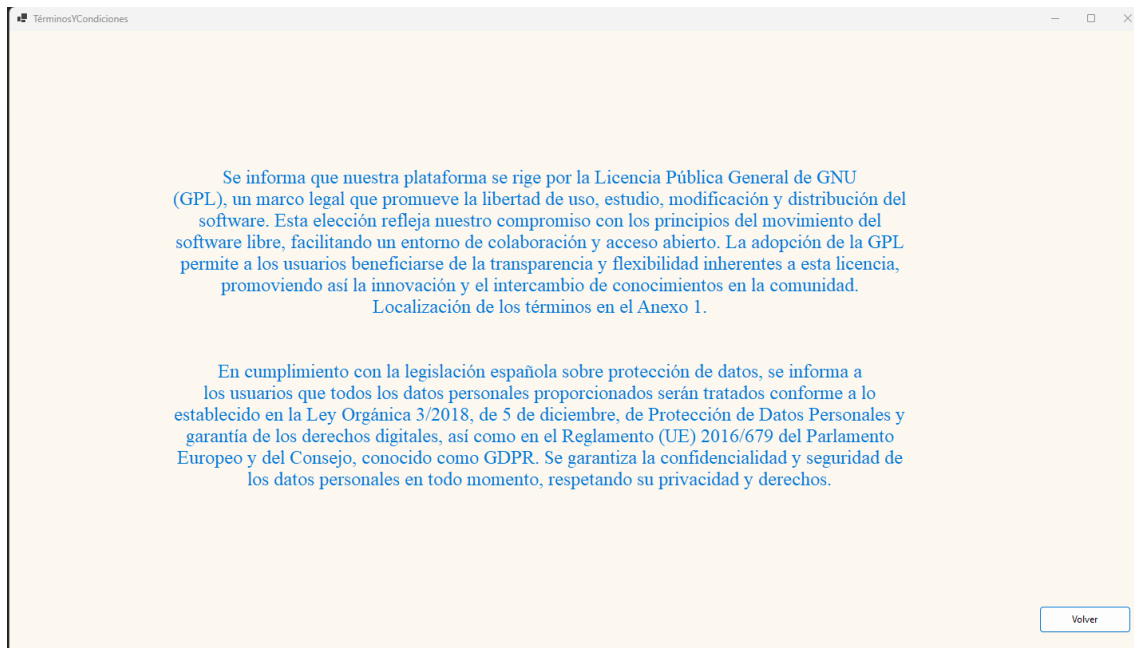 TérminosYCondiciones
Se informa que nuestra plataforma se rige por la Licencia Pública General de GNU
(GPL), un marco legal que promueve la libertad de uso, estudio, modificación y distribución del
software. Esta elección refleja nuestro compromiso con los principios del movimiento del
software libre, facilitando un entorno de colaboración y acceso abierto. La adopción de la GPL
permite a los usuarios beneficiarse de la transparencia y flexibilidad inherentes a esta licencia,
promoviendo así la innovación y el intercambio de conocimientos en la comunidad.
Localización de los términos en el Anexo 1.
En cumplimiento con la legislación española sobre protección de datos, se informa a
los usuarios que todos los datos personales proporcionados serán tratados conforme a lo
establecido en la Ley Orgánica 3/2018, de 5 de diciembre, de Protección de Datos Personales y
garantía de los derechos digitales, así como en el Reglamento (UE) 2016/679 del Parlamento
Europeo y del Consejo, conocido como GDPR. Se garantiza la confidencialidad y seguridad de
los datos personales en todo momento, respetando su privacidad y derechos.
Volver